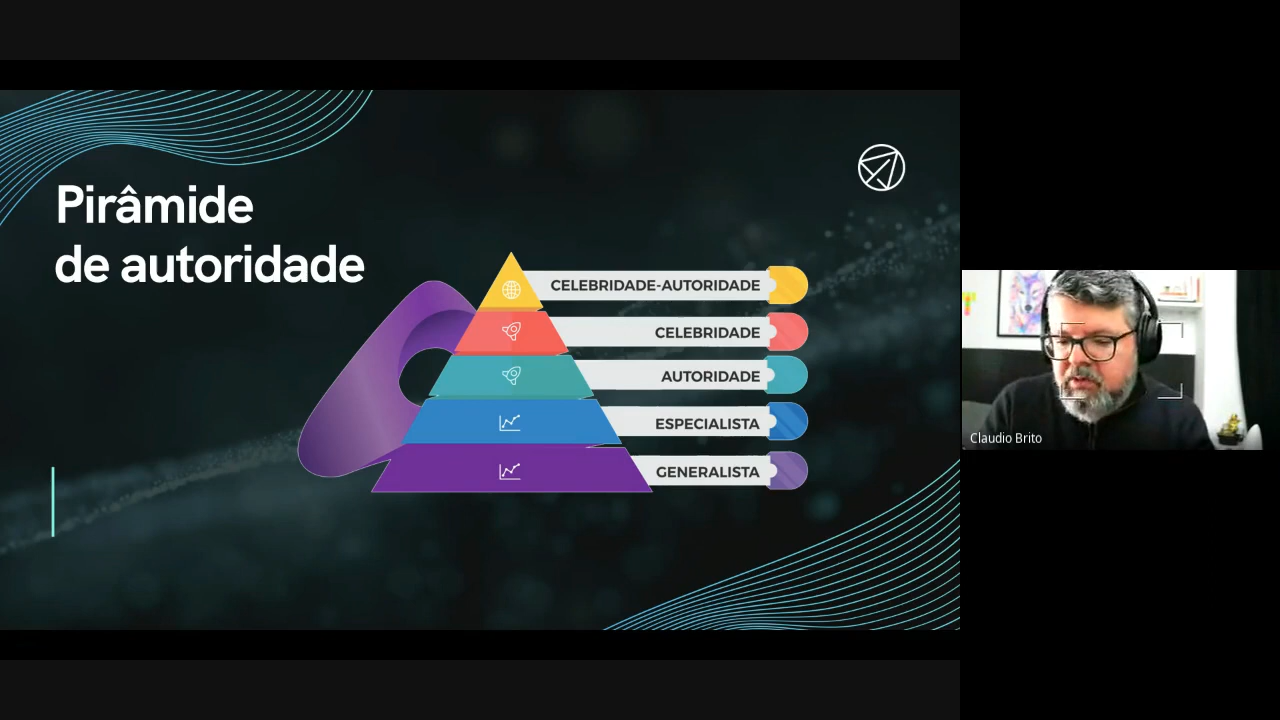 Pirâmide
de autoridade
CELEBRIDADE-AUTORIDADE
CELEBRIDADE
AUTORIDADE
ESPECIALISTA
GENERALISTA
Claudio Brito